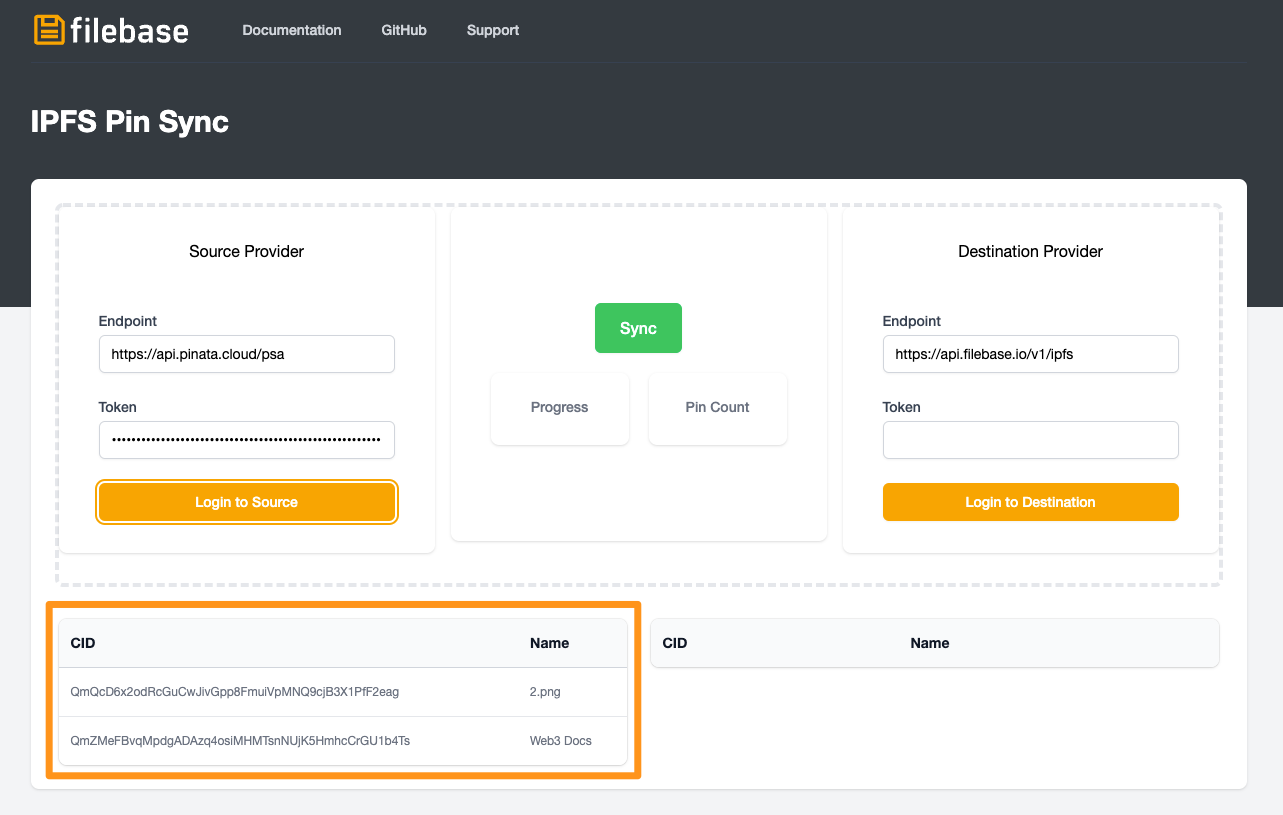 filebase
Documentation GitHub Support
IPFS Pin Sync
Source Provider
Endpoint
https://api.pinata.cloud/psa
Token
••••••••••••••••••••••••••••••••••••••••••••••••••••••
Login to Source
Sync
Progress
Pin Count
Destination Provider
Endpoint
https://api.filebase.io/v1/ipfs
Token
Login to Destination
CID Name
QmQcD6x2odRcGuCwJivGpp8FmuiVpMNQ9cjB3X1PfF2eag 2.png
QmZMeFBvqMpdgADAzq4osiMHMTsnNUjK5HmhcCrGU1b4Ts Web3 Docs
CID Name